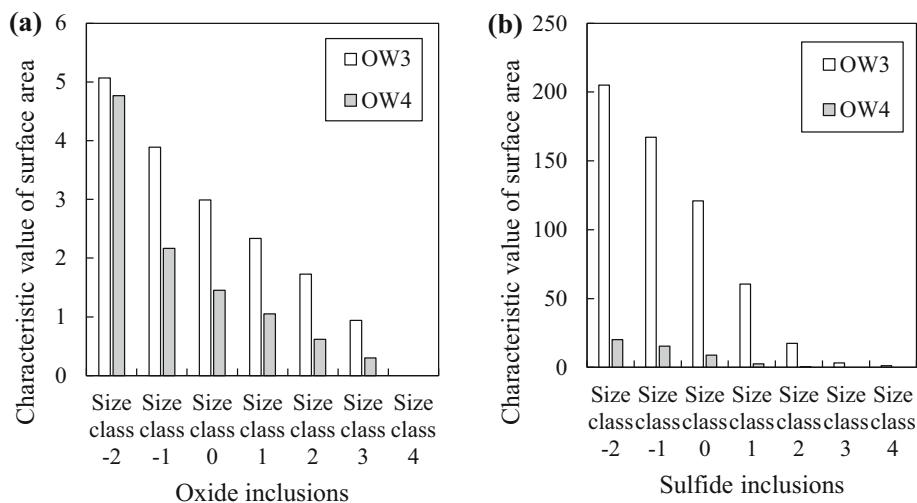 (a)
Characteristic value of surface area
6
5
4
3
2
1
0
OW3
OW4
Size Size Size Size Size Size Size
class class class class class class class
-2 -1 0 1 2 3 4
Oxide inclusions
(b)
Characteristic value of surface area
250
200
150
100
50
0
OW3
OW4
Size Size Size Size Size Size Size
class class class class class class class
-2 -1 0 1 2 3 4
Sulfide inclusions